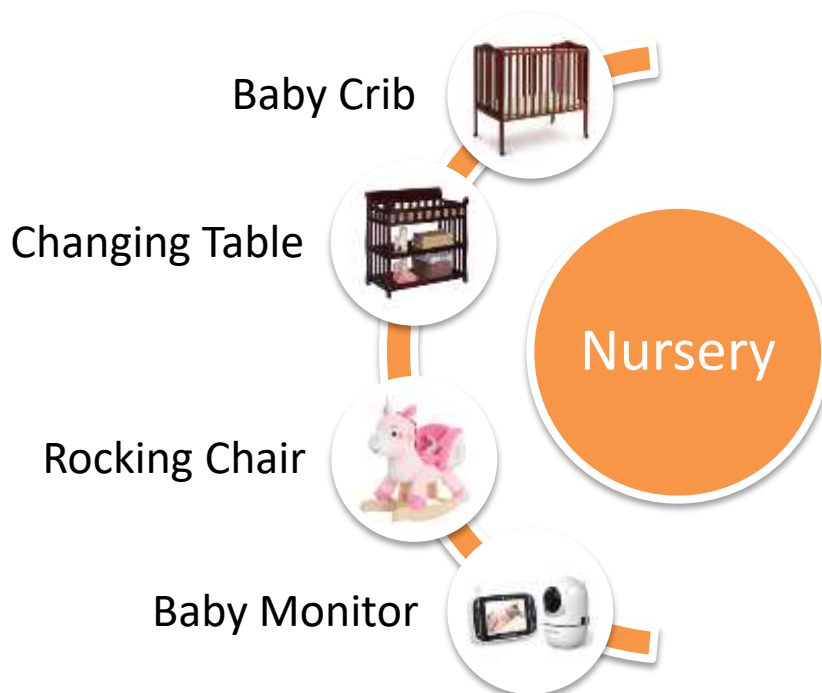 Baby Crib
Changing Table
Nursery
Rocking Chair
Baby Monitor